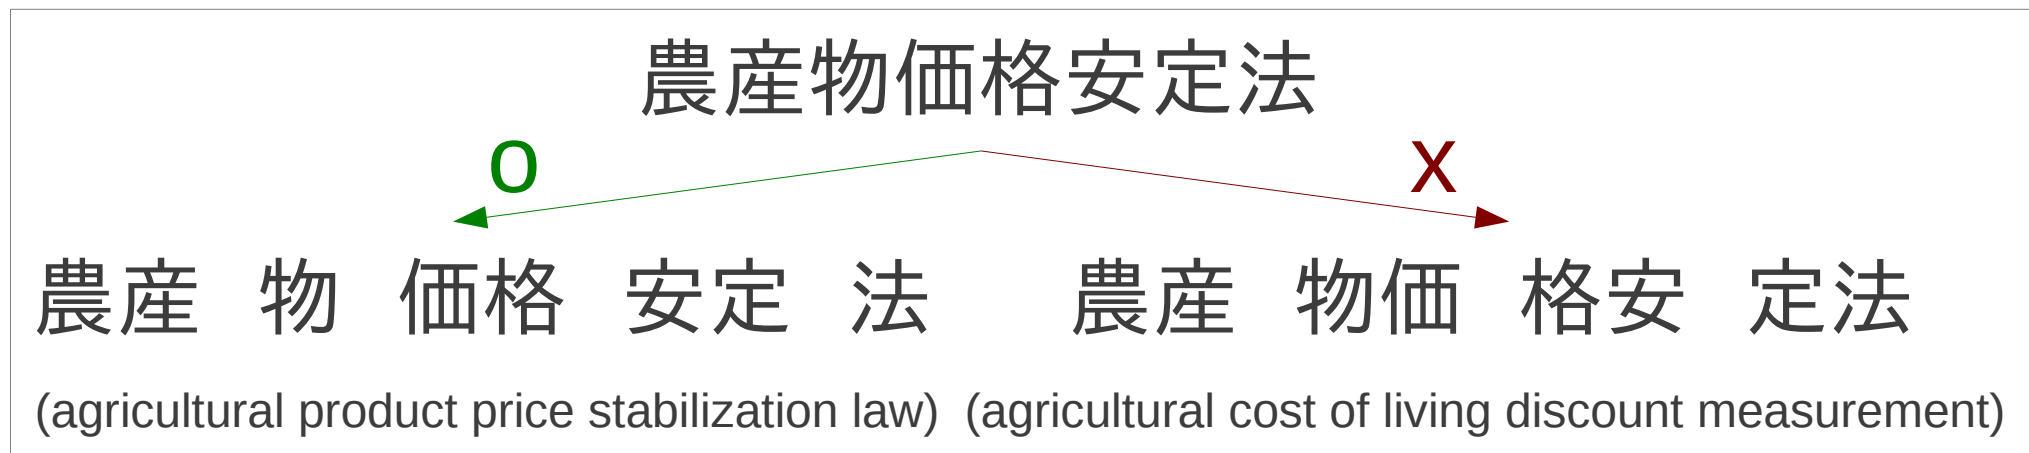 農産物価格安定法
O X
農産 物 価格 安定 法 農産 物価 格安 定法
(agricultural product price stabilization law) (agricultural cost of living discount measurement)